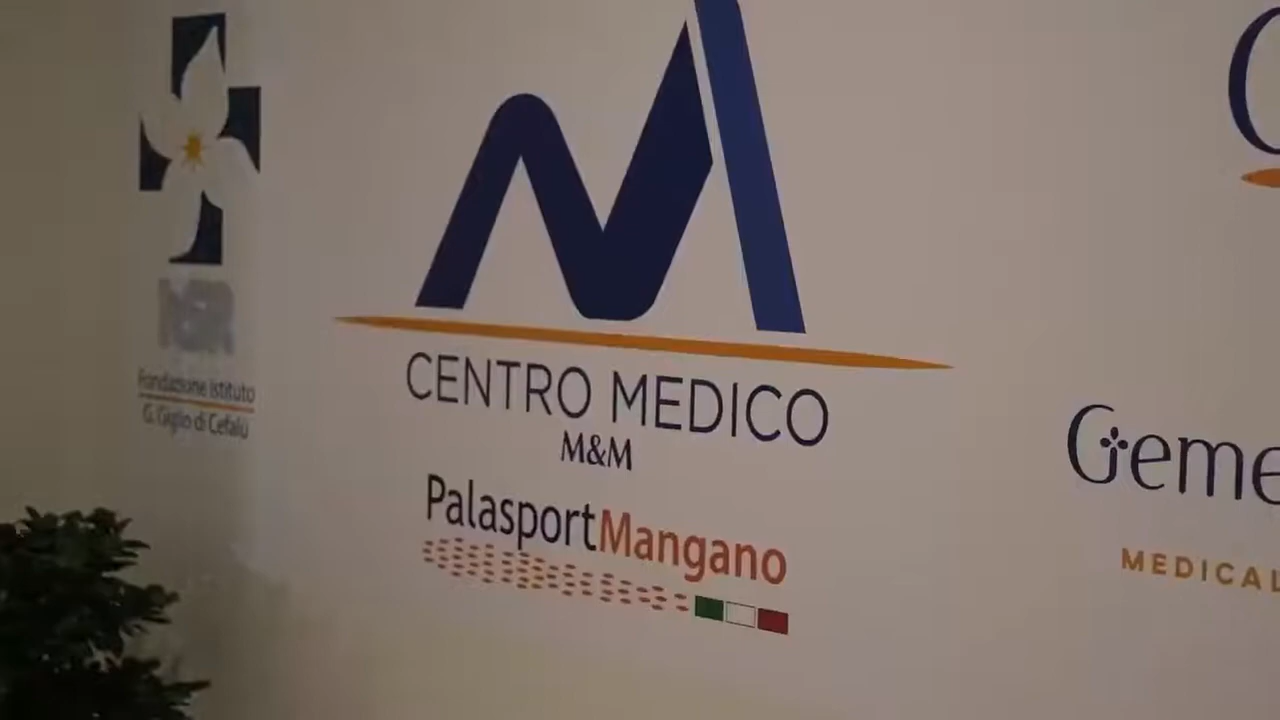 Fondazione Istituto
G. Giglio di Cefalù
CENTRO MEDICO
M&M
PalasportMangano
Geme
MEDICAL